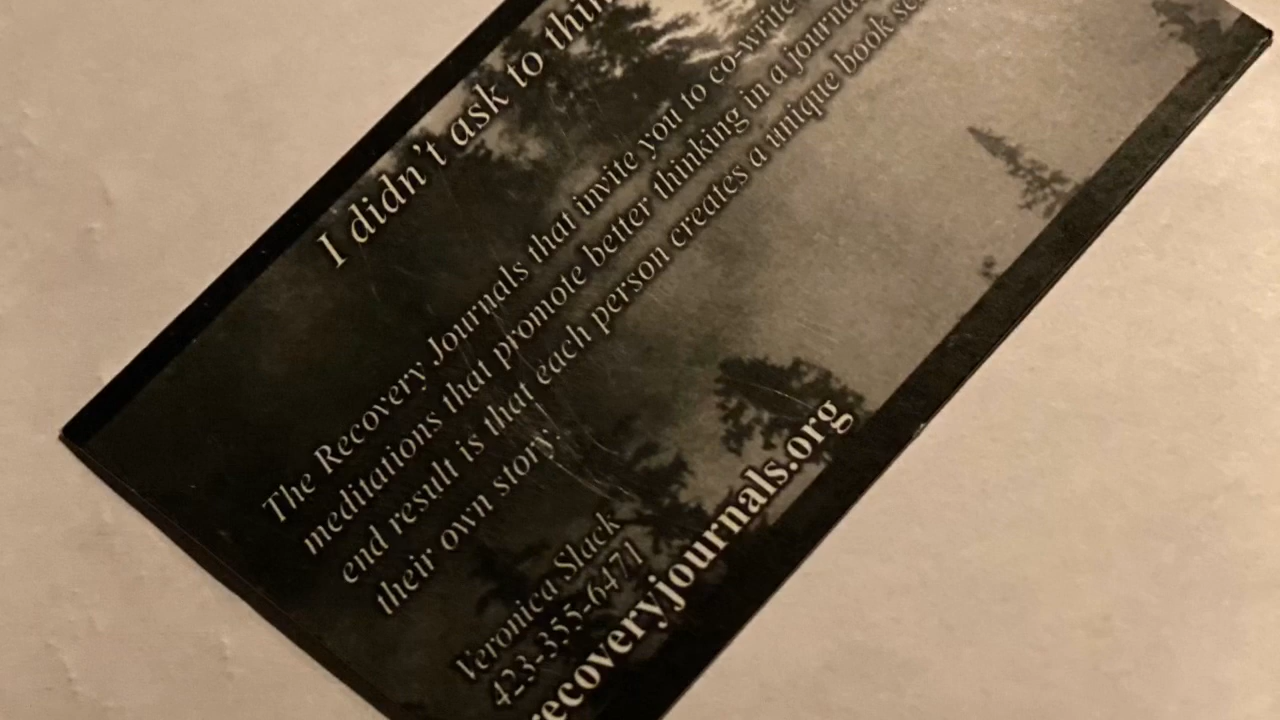 I didn't ask to thin
The Recovery Journals that invite you to co-write
meditations that promote better thinking in a journal
end result is that each person creates a unique book
their own story.
Veronica Slack
423-355-6471
recoveryjournals.org